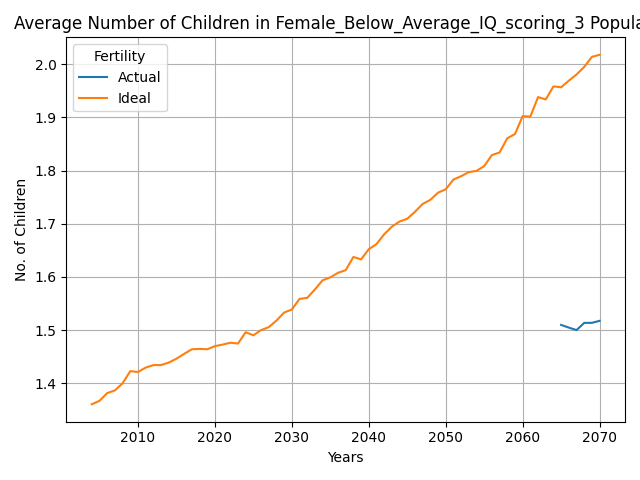 Average Number of Children in Female_Below_Average_IQ_scoring_3 Popula
Fertility
Actual
Ideal
2.0
1.9
1.8
1.7
1.6
1.5
1.4
No. of Children
2010 2020 2030 2040 2050 2060 2070
Years